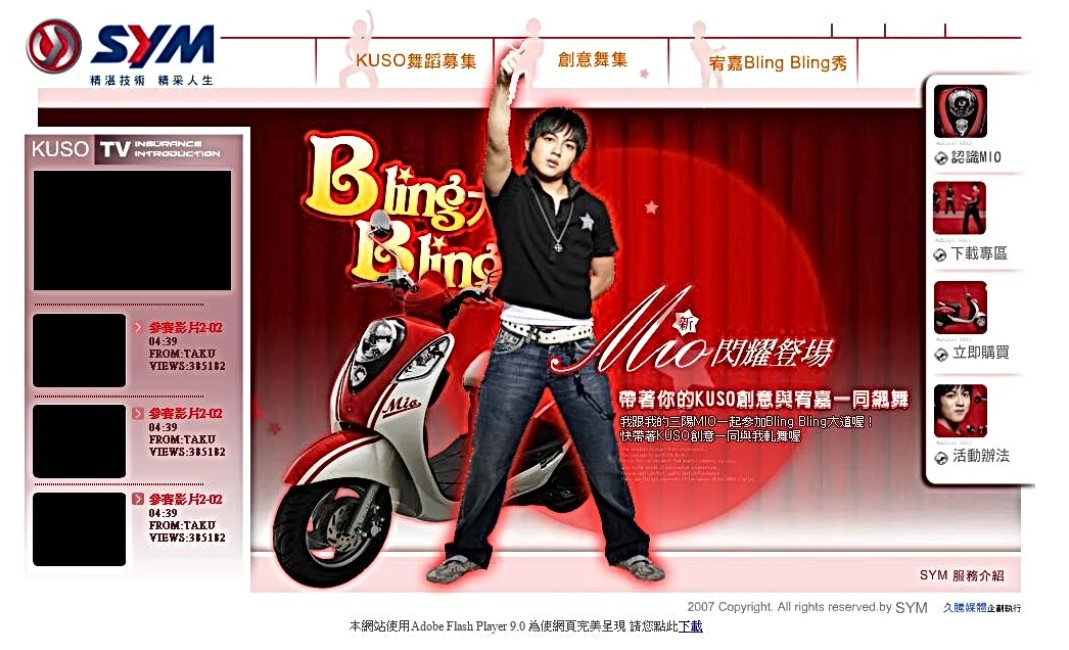 SYM
精湛技術 精采人生
KUSO舞蹈募集
創意舞集
宥嘉Bling Bling秀
KUSO TV INSURANCE
INTRODUCTION
參賽影片2-02
04:39
FROM:TAKU
VIEWS:385182
參賽影片2-02
04:39
FROM:TAKU
VIEWS:385182
參賽影片2-02
04:39
FROM:TAKU
VIEWS:385182
Bling大
Bling
Mio
新
Mio 閃耀登場
帶著你的KUSO創意與宥嘉一同飆舞
我跟我的三陽MIO一起參加Bling Bling大道喔！
快帶著KUSO創意一同與我軋舞喔
認識MIO
下載專區
立即購買
活動辦法
SYM 服務介紹
2007 Copyright. All rights reserved.by SYM 久騰媒體企劃執行
本網站使用Adobe Flash Player 9.0 為使網頁完美呈現 請您點此下載